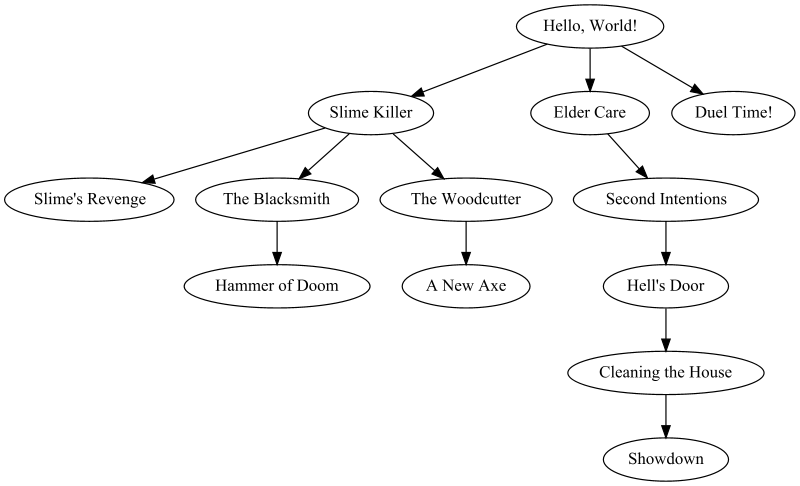 Hello, World!
Slime Killer
Elder Care
Duel Time!
Slime's Revenge
The Blacksmith
The Woodcutter
Second Intentions
Hammer of Doom
A New Axe
Hell's Door
Cleaning the House
Showdown